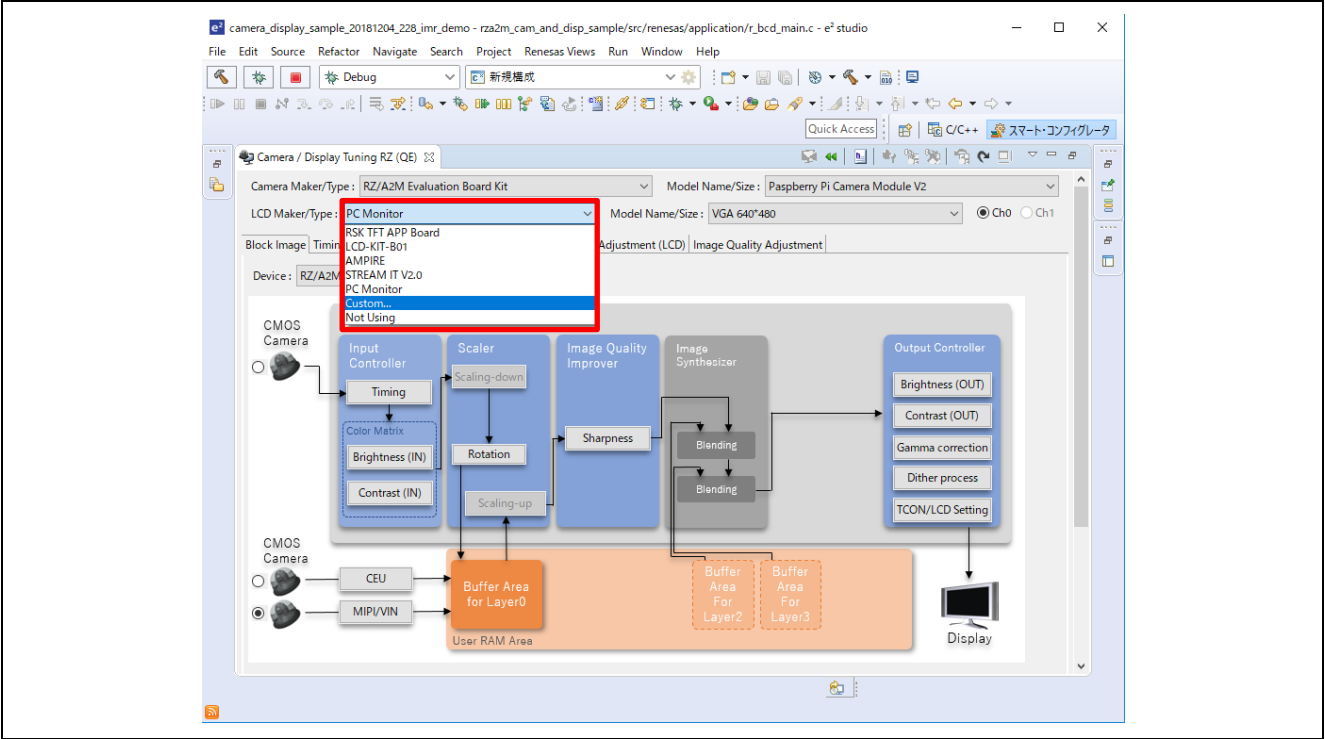 e² camera_display_sample_20181204_228_imr_demo - rza2m_cam_and_disp_sample/src/renesas/application/r_bcd_main.c - e² studio
File Edit Source Refactor Navigate Search Project Renesas Views Run Window Help
Debug 新規構成
Quick Access C/C++ スマート・コンフィグレータ
Camera / Display Tuning RZ (QE)
Camera Maker/Type : RZ/A2M Evaluation Board Kit Model Name/Size : Paspberry Pi Camera Module V2
LCD Maker/Type : PC Monitor Model Name/Size : VGA 640*480 Ch0 Ch1
RSK TFT APP Board
Block Image Timin LCD-KIT-B01 Adjustment (LCD) Image Quality Adjustment
AMPIRE
Device : RZ/A2M STREAM IT V2.0
PC Monitor
Custom...
Not Using
CMOS
Camera
Input
Controller
Scaler
Image Quality
Improver
Image
Synthesizer
Output Controller
Timing
Scaling-down
Brightness (OUT)
Contrast (OUT)
Color Matrix
Brightness (IN)
Rotation
Sharpness
Blending
Gamma correction
Dither process
Contrast (IN)
Scaling-up
Blending
TCON/LCD Setting
CMOS
Camera
CEU
MIPI/VIN
Buffer Area
for Layer0
Buffer
Area
For
Layer2
Buffer
Area
For
Layer3
User RAM Area
Display